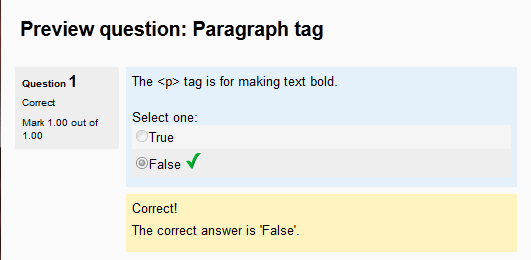 Preview question: Paragraph tag
Question 1
Correct
Mark 1.00 out of
1.00
The <p> tag is for making text bold.
Select one:
True
False
Correct!
The correct answer is 'False'.